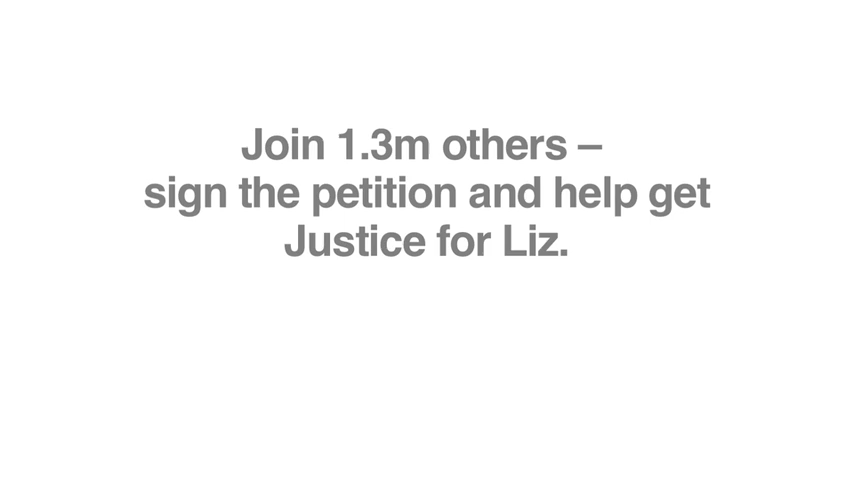 Join 1.3m others –
sign the petition and help get
Justice for Liz.